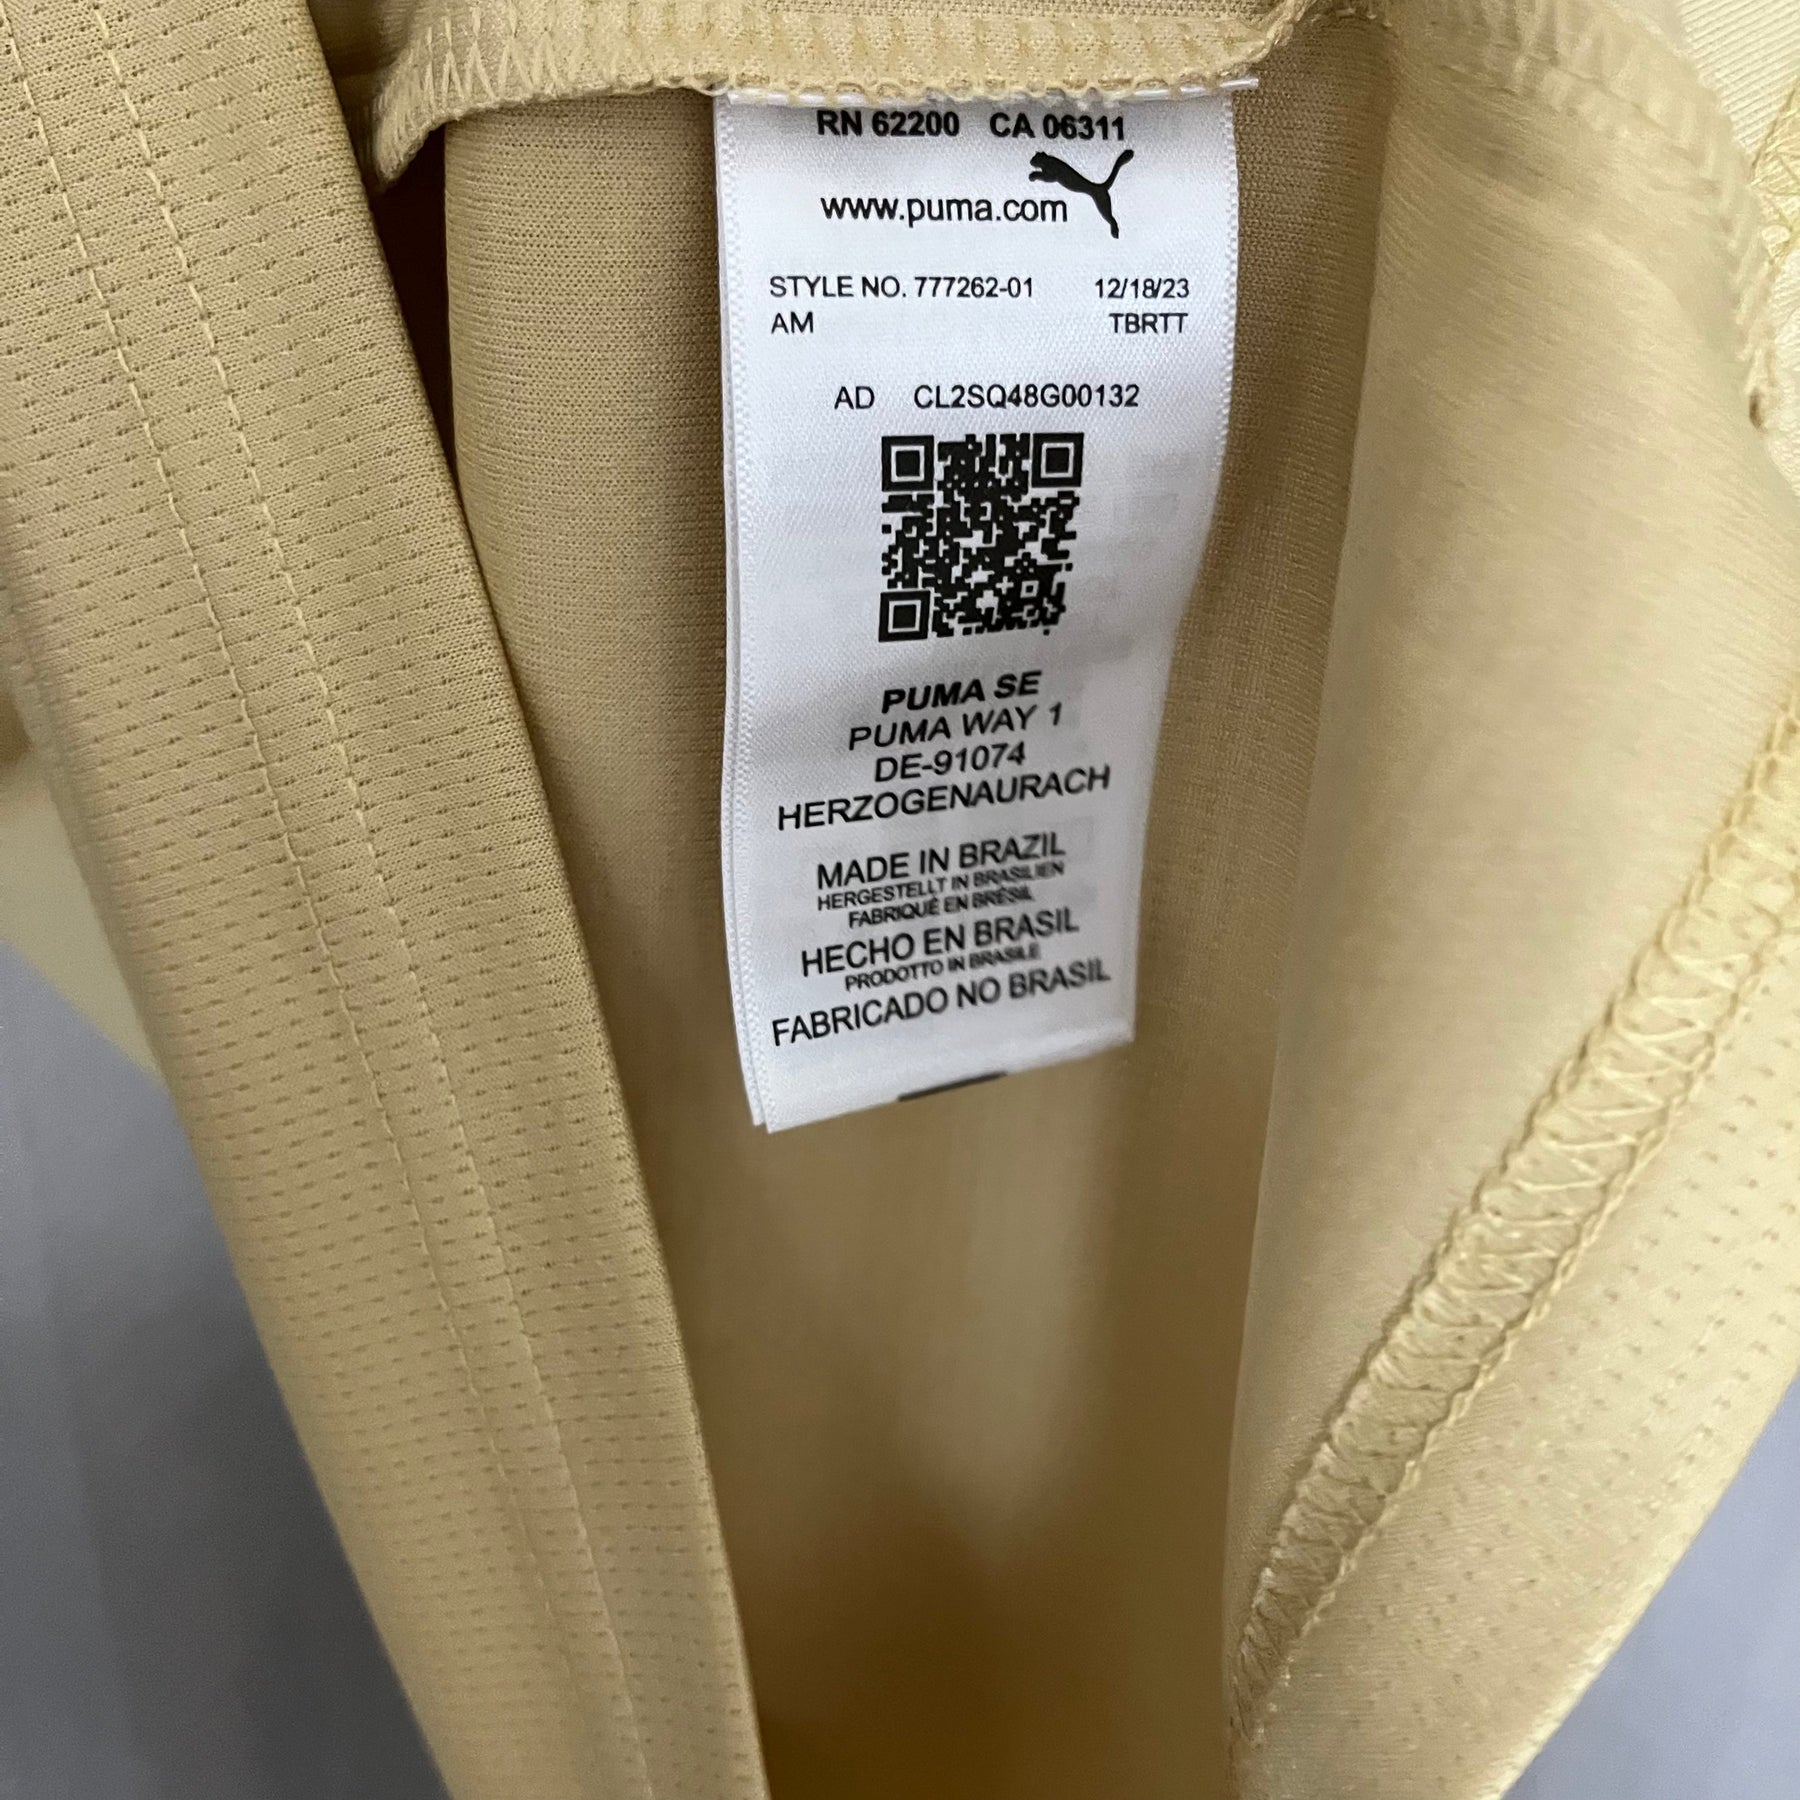 RN 62200 CA 06311
www.puma.com
STYLE NO. 777262-01 12/18/23
AM TBRTT
AD CL2SQ48G00132
PUMA SE
PUMA WAY 1
DE-91074
HERZOGENAURACH
MADE IN BRAZIL
HERGESTELLT IN BRASILIEN
FABRIQUÉ EN BRÉSIL
HECHO EN BRASIL
PRODOTTO IN BRASILE
FABRICADO NO BRASIL